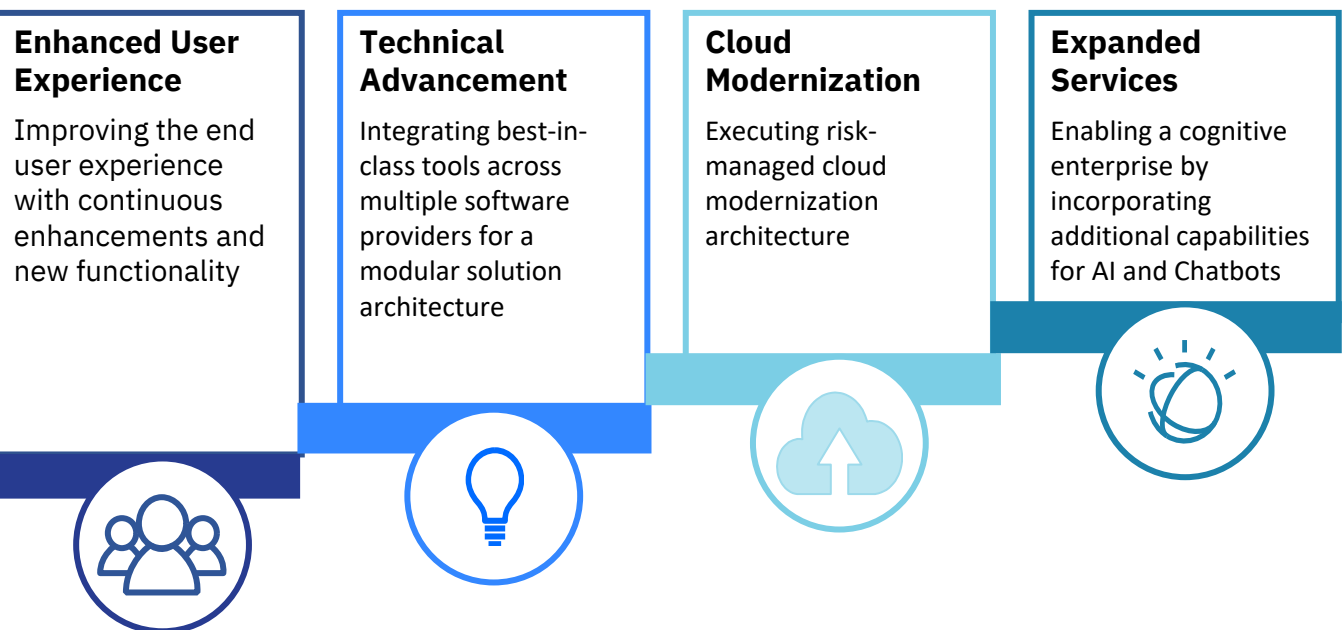 Enhanced User
Experience
Improving the end
user experience
with continuous
enhancements and
new functionality
Technical
Advancement
Integrating best-in-
class tools across
multiple software
providers for a
modular solution
architecture
Cloud
Modernization
Executing risk-
managed cloud
modernization
architecture
Expanded
Services
Enabling a cognitive
enterprise by
incorporating
additional capabilities
for AI and Chatbots